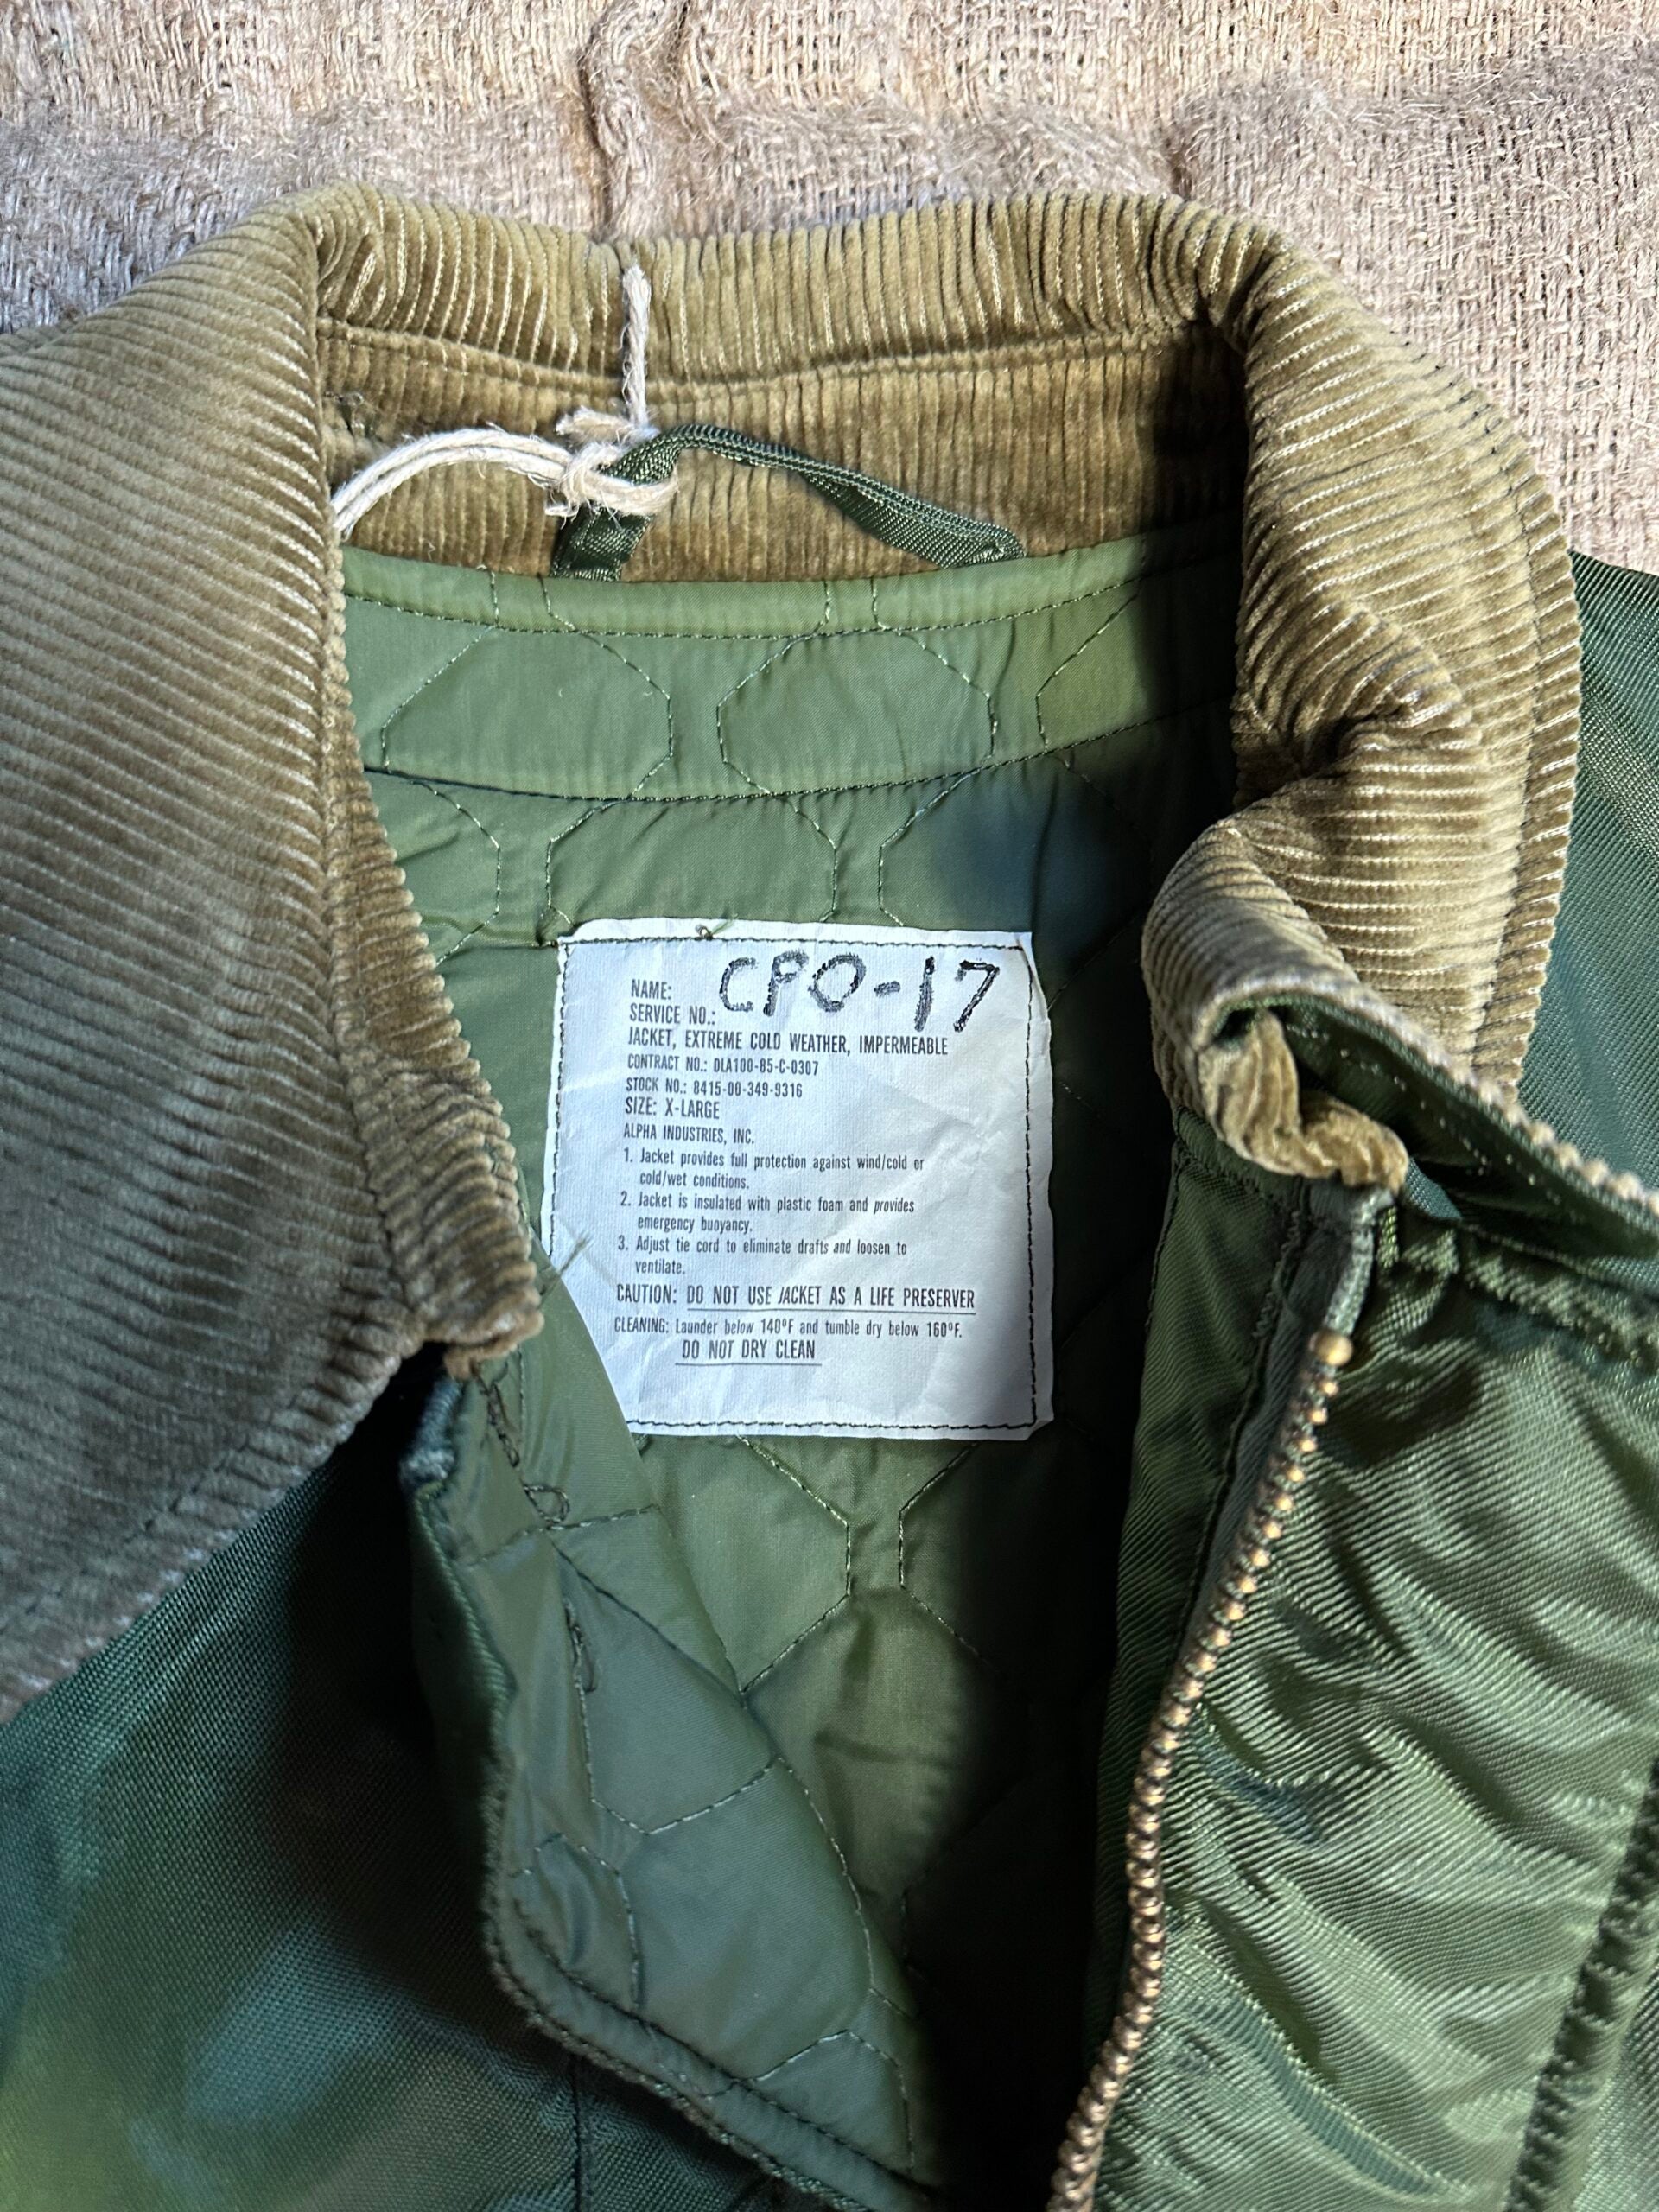 NAME: CPO-17
SERVICE NO.:
JACKET, EXTREME COLD WEATHER, IMPERMEABLE
CONTRACT NO.: DLA100-85-C-0307
STOCK NO.: 8415-00-349-9316
SIZE: X-LARGE
ALPHA INDUSTRIES, INC.
1. Jacket provides full protection against wind/cold or
cold/wet conditions.
2. Jacket is insulated with plastic foam and provides
emergency buoyancy.
3. Adjust tie cord to eliminate drafts and loosen to
ventilate.
CAUTION: DO NOT USE JACKET AS A LIFE PRESERVER
CLEANING: Launder below 140ºF and tumble dry below 160ºF.
DO NOT DRY CLEAN